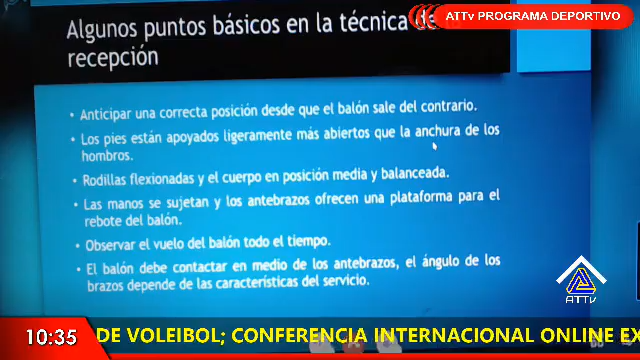 ATTv PROGRAMA DEPORTIVO
Algunos puntos básicos en la técnica de
recepción
• Anticipar una correcta posición desde que el balón sale del contrario.
• Los pies están apoyados ligeramente más abiertos que la anchura de los
hombros.
• Rodillas flexionadas y el cuerpo en posición media y balanceada.
• Las manos se sujetan y los antebrazos ofrecen una plataforma para el
rebote del balón.
• Observar el vuelo del balón todo el tiempo.
• El balón debe contactar en medio de los antebrazos, el ángulo de los
brazos depende de las características del servicio.
ATTv
10:35 DE VOLEIBOL; CONFERENCIA INTERNACIONAL ONLINE EX